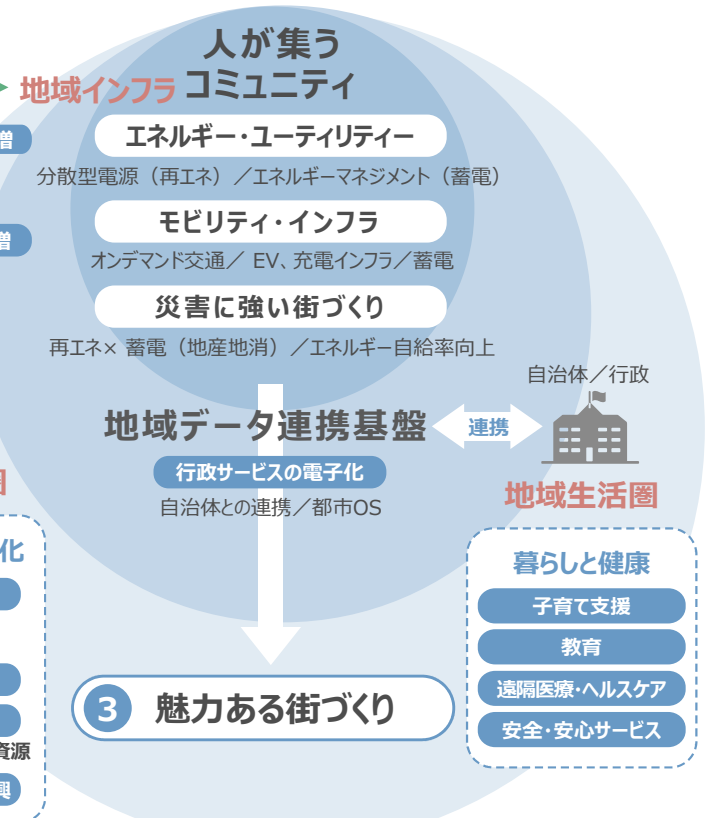 人が集う
コミュニティ
地域インフラ
増
エネルギー・ユーティリティー
分散型電源（再エネ）／エネルギーマネジメント（蓄電）
増
モビリティ・インフラ
オンデマンド交通／ EV、充電インフラ／蓄電
災害に強い街づくり
再エネ× 蓄電（地産地消）／エネルギー自給率向上
自治体／行政
地域データ連携基盤
連携
行政サービスの電子化
自治体との連携／都市OS
圏
地域生活圏
化
暮らしと健康
子育て支援
教育
遠隔医療・ヘルスケア
安全・安心サービス
3 魅力ある街づくり
資源
興